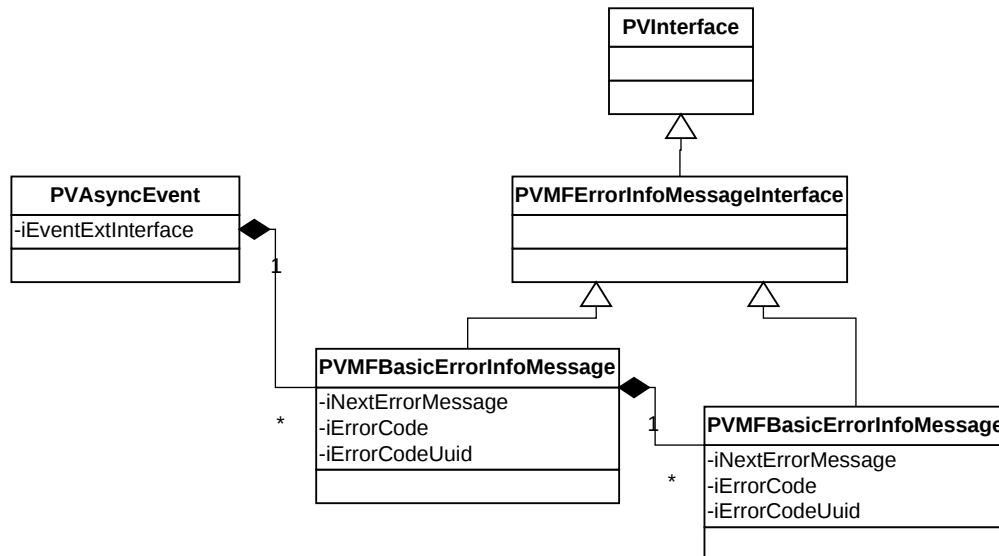 PVInterface
PVMFErrorInfoMessageInterface
PVAsyncEvent
-iEventExtInterface
1
*
PVMFBasicErrorInfoMessage
-iNextErrorMessage
-iErrorCode
-iErrorCodeUuid
1
*
PVMFBasicErrorInfoMessage
-iNextErrorMessage
-iErrorCode
-iErrorCodeUuid